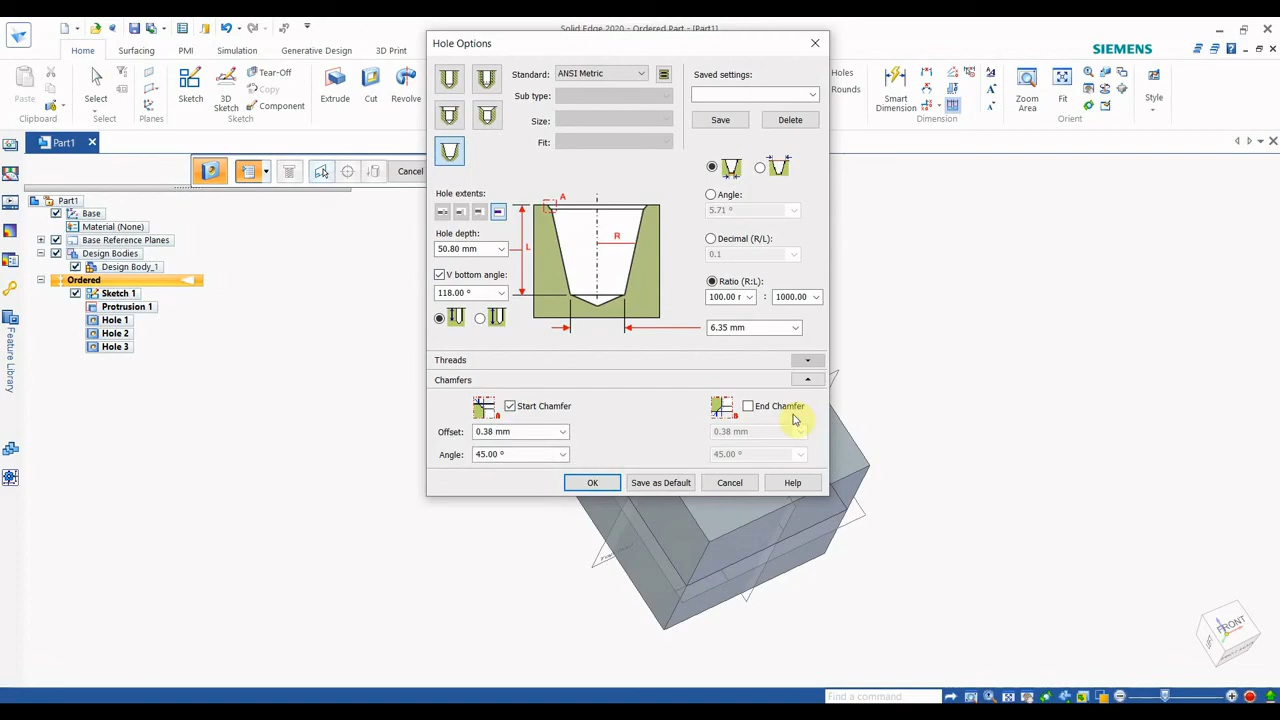 Solid Edge 2020 - Ordered Part - [Part1]
Home
Surfacing
PMI
Simulation
Generative Design
3D Print
SIEMENS
Paste
Clipboard
Select
Select
Tear-Off
Copy
Component
Planes
Sketch
3D
Sketch
Sketch
Extrude
Cut
Revolve
Holes
Rounds
Smart
Dimension
Dimension
Zoom
Area
Fit
Orient
Style
Part1
Cancel
Part1
Base
Material (None)
Base Reference Planes
Design Bodies
Design Body_1
Ordered
Sketch 1
Protrusion 1
Hole 1
Hole 2
Hole 3
Feature Library
Hole Options
Standard:
ANSI Metric
Sub type:
Size:
Fit:
Saved settings:
Save
Delete
Hole extents:
Hole depth:
50.80 mm
V bottom angle:
118.00 °
A
R
L
Angle:
5.71 °
Decimal (R/L):
0.1
Ratio (R:L):
100.00 r : 1000.00
6.35 mm
Threads
Chamfers
Start Chamfer
End Chamfer
Offset:
0.38 mm
0.38 mm
Angle:
45.00 °
45.00 °
OK
Save as Default
Cancel
Help
FRONT
Find a command